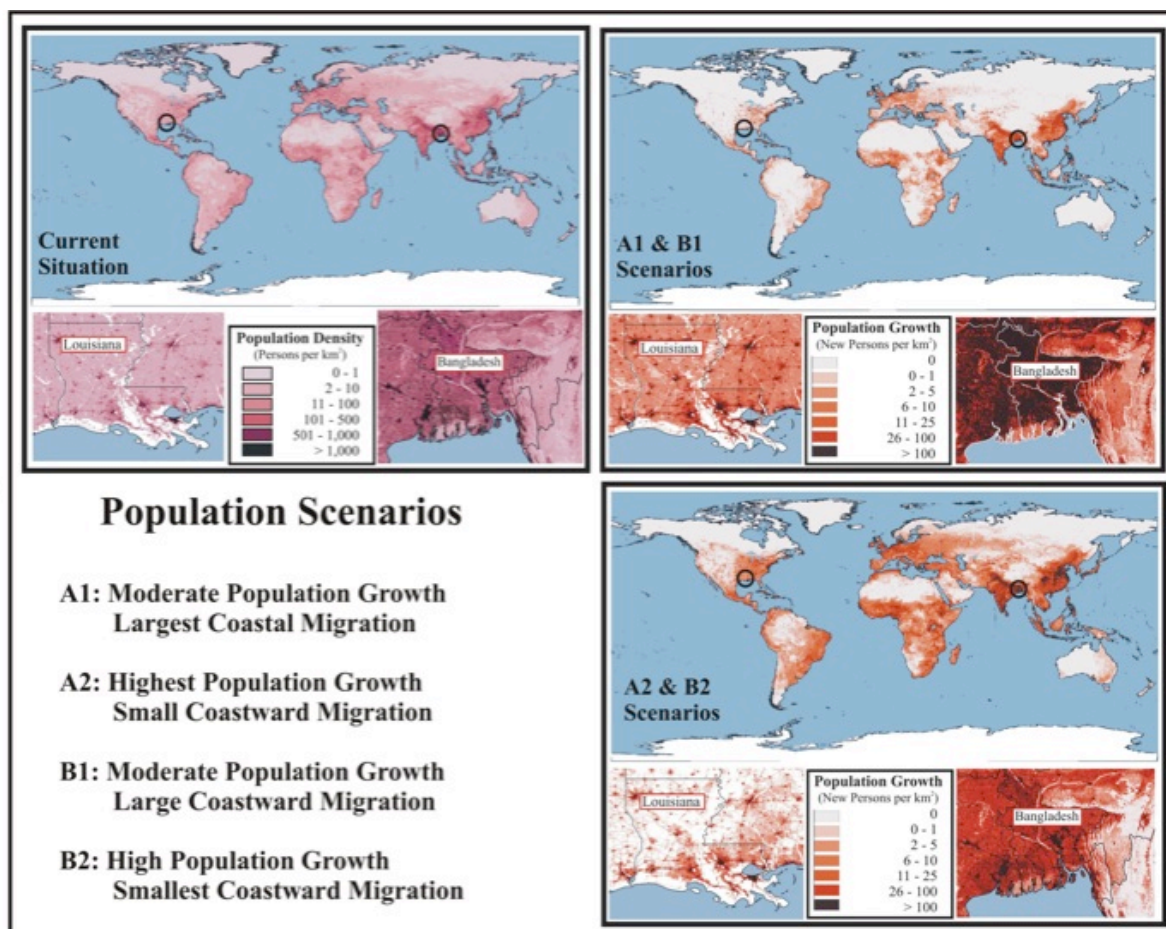 Current
Situation
Louisiana
Population Density
(Persons per km²)
0 - 1
2 - 10
11 - 100
101 - 500
501 - 1,000
> 1,000
Bangladesh
A1 & B1
Scenarios
Louisiana
Population Growth
(New Persons per km²)
0
0 - 1
2 - 5
6 - 10
11 - 25
26 - 100
> 100
Bangladesh
Population Scenarios
A1: Moderate Population Growth
Largest Coastal Migration
A2: Highest Population Growth
Small Coastward Migration
B1: Moderate Population Growth
Large Coastward Migration
B2: High Population Growth
Smallest Coastward Migration
A2 & B2
Scenarios
Louisiana
Population Growth
(New Persons per km²)
0
0 - 1
2 - 5
6 - 10
11 - 25
26 - 100
> 100
Bangladesh